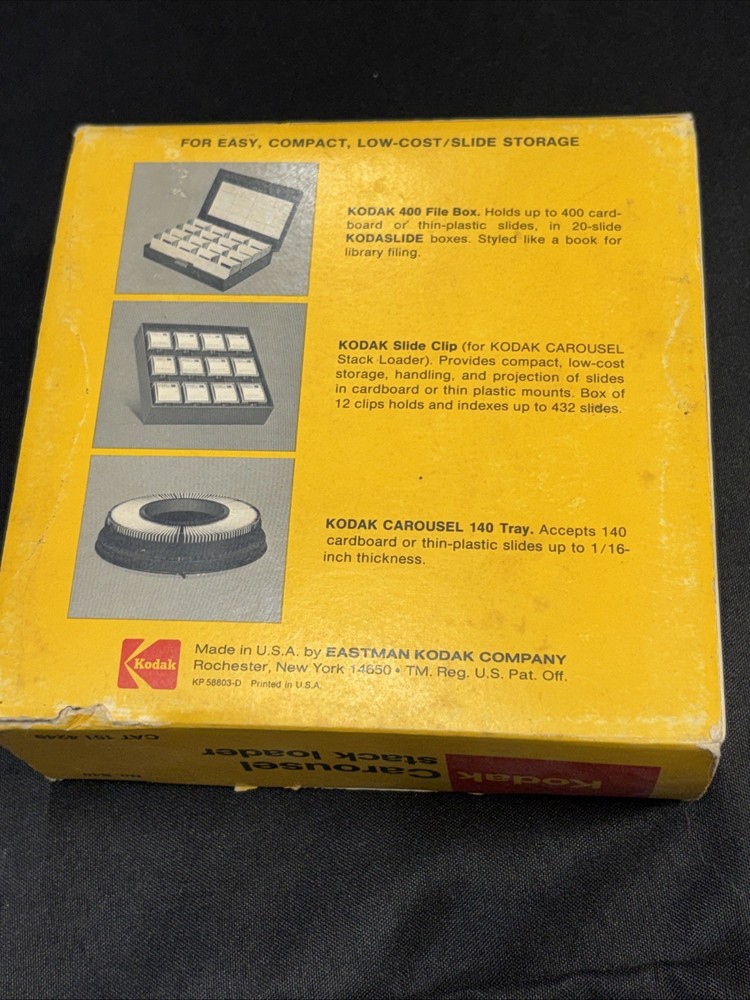 FOR EASY, COMPACT, LOW-COST/SLIDE STORAGE
KODAK 400 File Box. Holds up to 400 card-
board or thin-plastic slides, in 20-slide
KODASLIDE boxes. Styled like a book for
library filing.
KODAK Slide Clip (for KODAK CAROUSEL
Stack Loader). Provides compact, low-cost
storage, handling, and projection of slides
in cardboard or thin plastic mounts. Box of
12 clips holds and indexes up to 432 slides.
KODAK CAROUSEL 140 Tray. Accepts 140
cardboard or thin-plastic slides up to 1/16-
inch thickness.
Kodak
Made in U.S.A. by EASTMAN KODAK COMPANY
Rochester, New York 14650 • TM. Reg. U.S. Pat. Off.
KP 58603-D Printed in U.S.A.
Kodak
Carousel
stack loader
CAT 151 4249